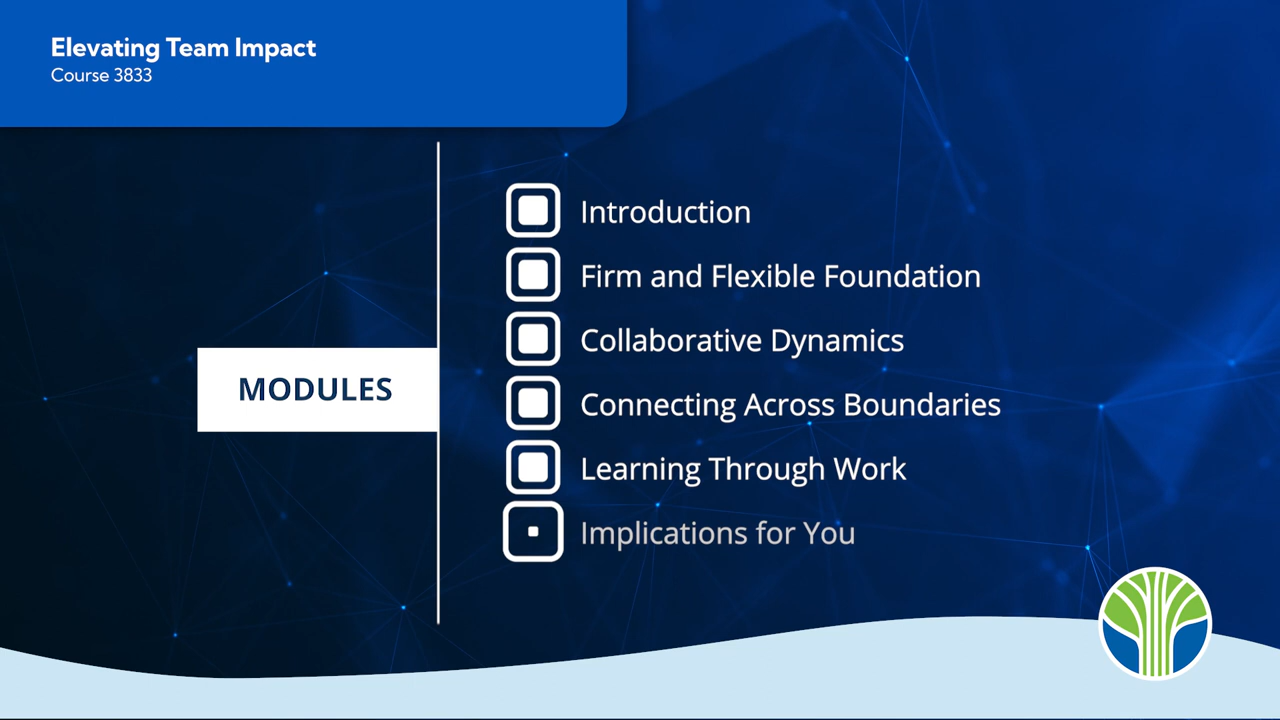 Elevating Team Impact
Course 3833
MODULES
Introduction
Firm and Flexible Foundation
Collaborative Dynamics
Connecting Across Boundaries
Learning Through Work
Implications for You